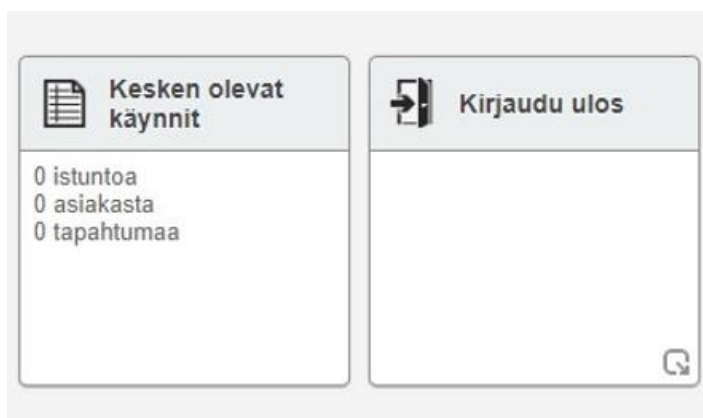 Kesken olevat
käynnit
0 istuntoa
0 asiakasta
0 tapahtumaa
Kirjaudu ulos